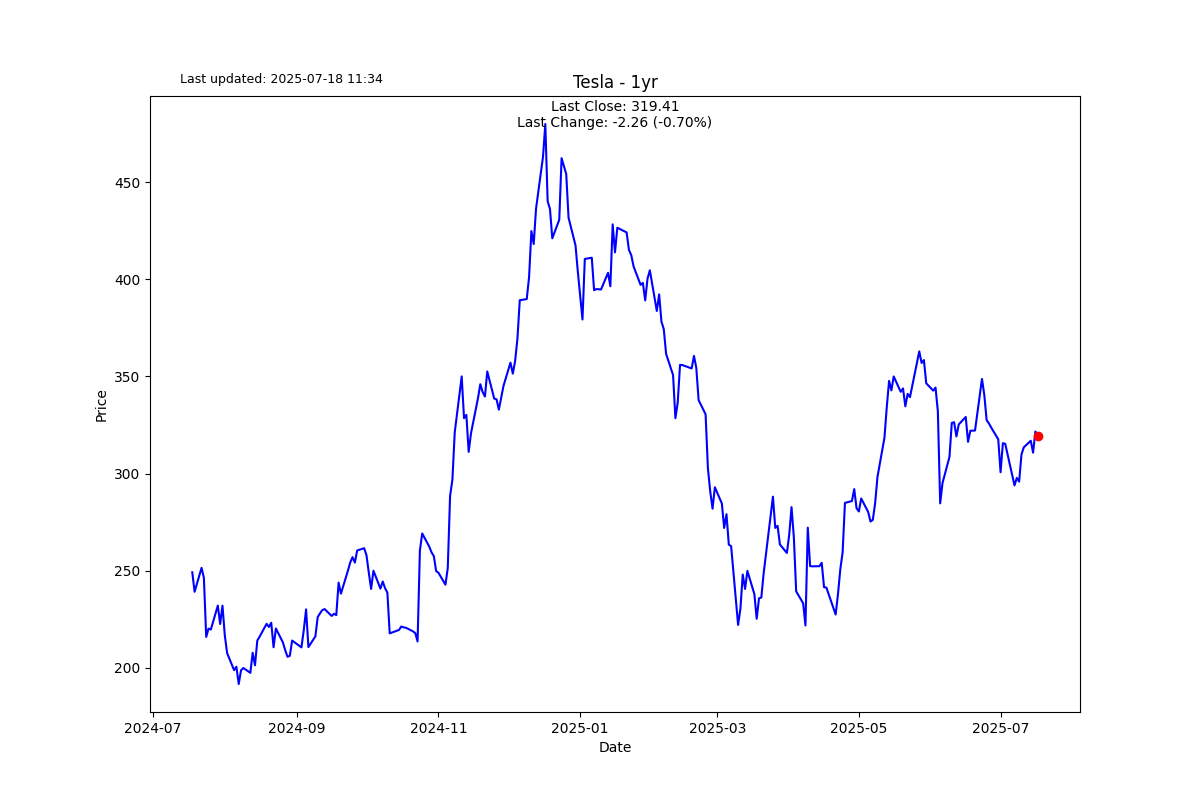 Last updated: 2025-07-18 11:34
Tesla - 1yr
Last Close: 319.41
Last Change: -2.26 (-0.70%)
450
400
350
300
250
200
Price
2024-07
2024-09
2024-11
2025-01
2025-03
2025-05
2025-07
Date